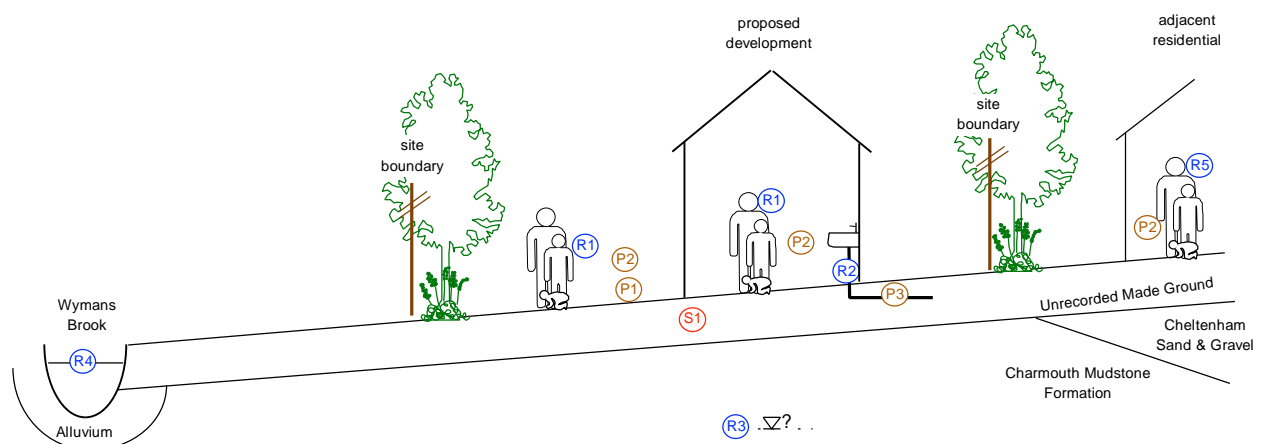 proposed
development
adjacent
residential
site
boundary
site
boundary
R5
R1
P2
R1
P2
P2
R2
P1
P3
S1
Unrecorded Made Ground
Wymans
Brook
R4
Cheltenham
Sand & Gravel
Charmouth Mudstone
Formation
Alluvium
R3 ?